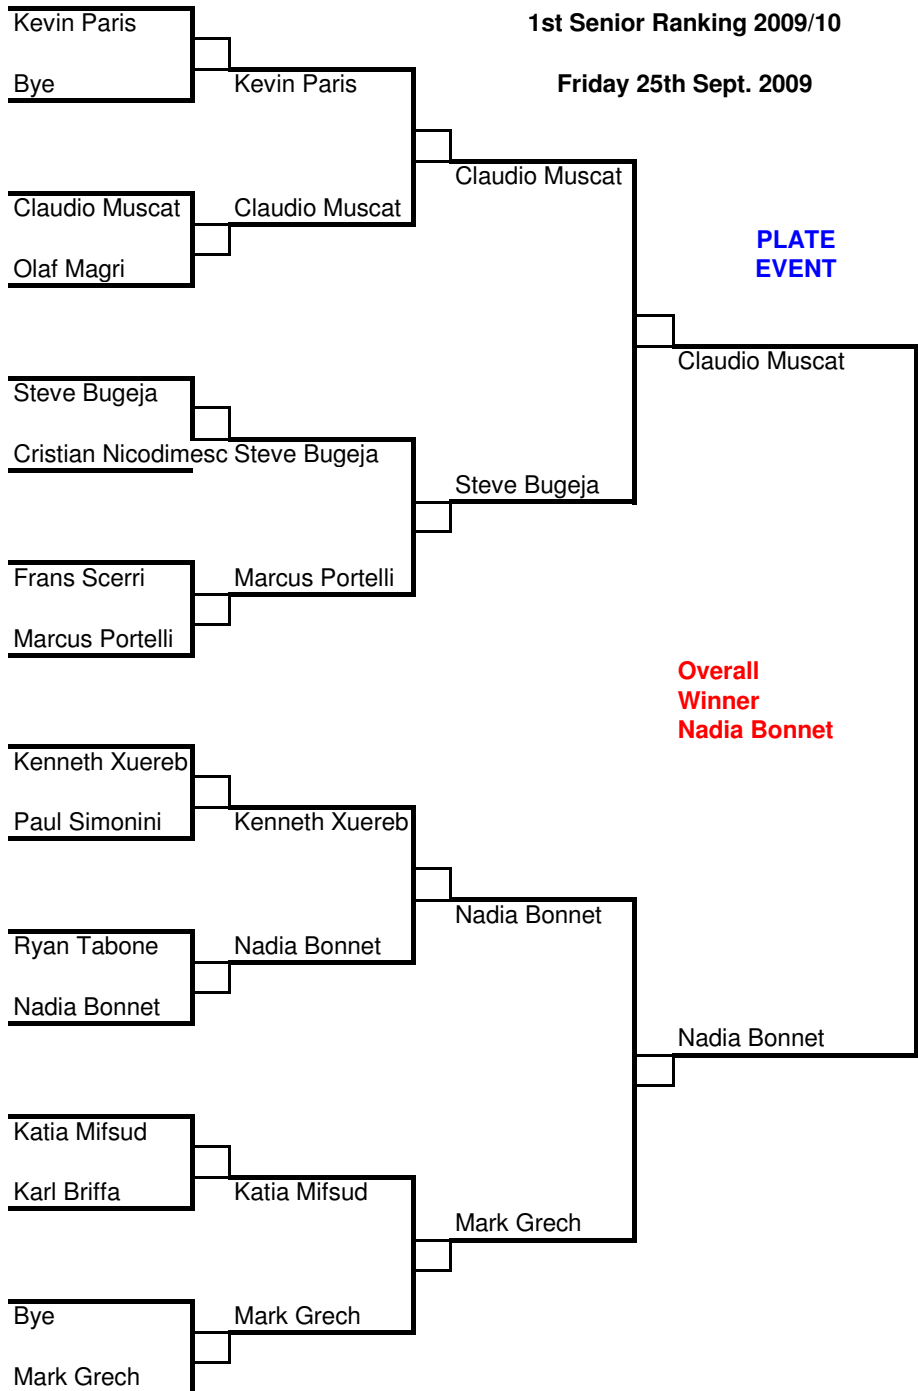 Kevin Paris
1st Senior Ranking 2009/10
Bye
Kevin Paris
Friday 25th Sept. 2009
Claudio Muscat
Claudio Muscat
Claudio Muscat
PLATE
EVENT
Olaf Magri
Claudio Muscat
Steve Bugeja
Cristian Nicodimesc
Steve Bugeja
Steve Bugeja
Frans Scerri
Marcus Portelli
Marcus Portelli
Overall
Winner
Nadia Bonnet
Kenneth Xuereb
Paul Simonini
Kenneth Xuereb
Nadia Bonnet
Ryan Tabone
Nadia Bonnet
Nadia Bonnet
Nadia Bonnet
Katia Mifsud
Karl Briffa
Katia Mifsud
Mark Grech
Bye
Mark Grech
Mark Grech